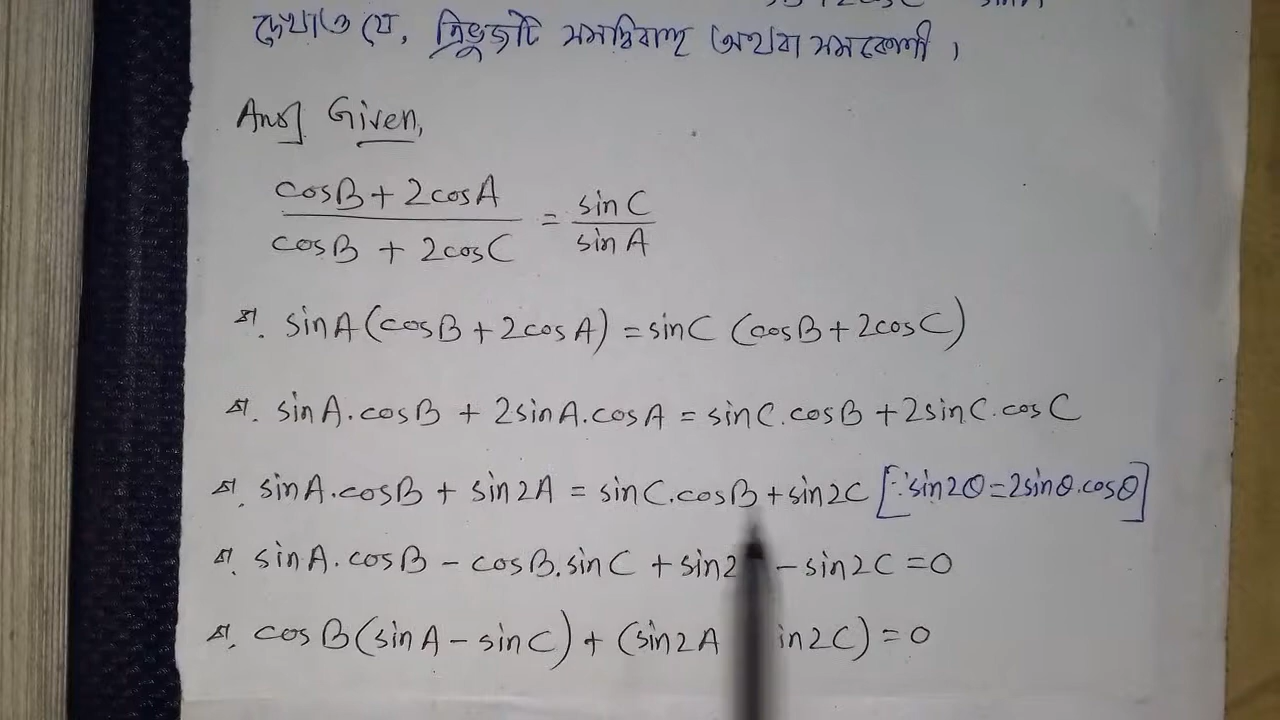 দেখাও যে, ত্রিভুজটি সমদ্বিবাহু অথবা সমকোণী।
Ans] Given,
cosB + 2cosA / cosB + 2cosC = sinC / sinA
বা, sinA(cosB + 2cosA) = sinC (cosB + 2cosC)
বা, sinA.cosB + 2sinA.cosA = sinC.cosB + 2sinC.cosC
বা, sinA.cosB + sin2A = sinC.cosB + sin2C [∵ sin2θ = 2sinθ.cosθ]
বা, sinA.cosB - cosB.sinC + sin2 - sin2C = 0
বা, cosB(sinA - sinC) + (sin2A in2C) = 0